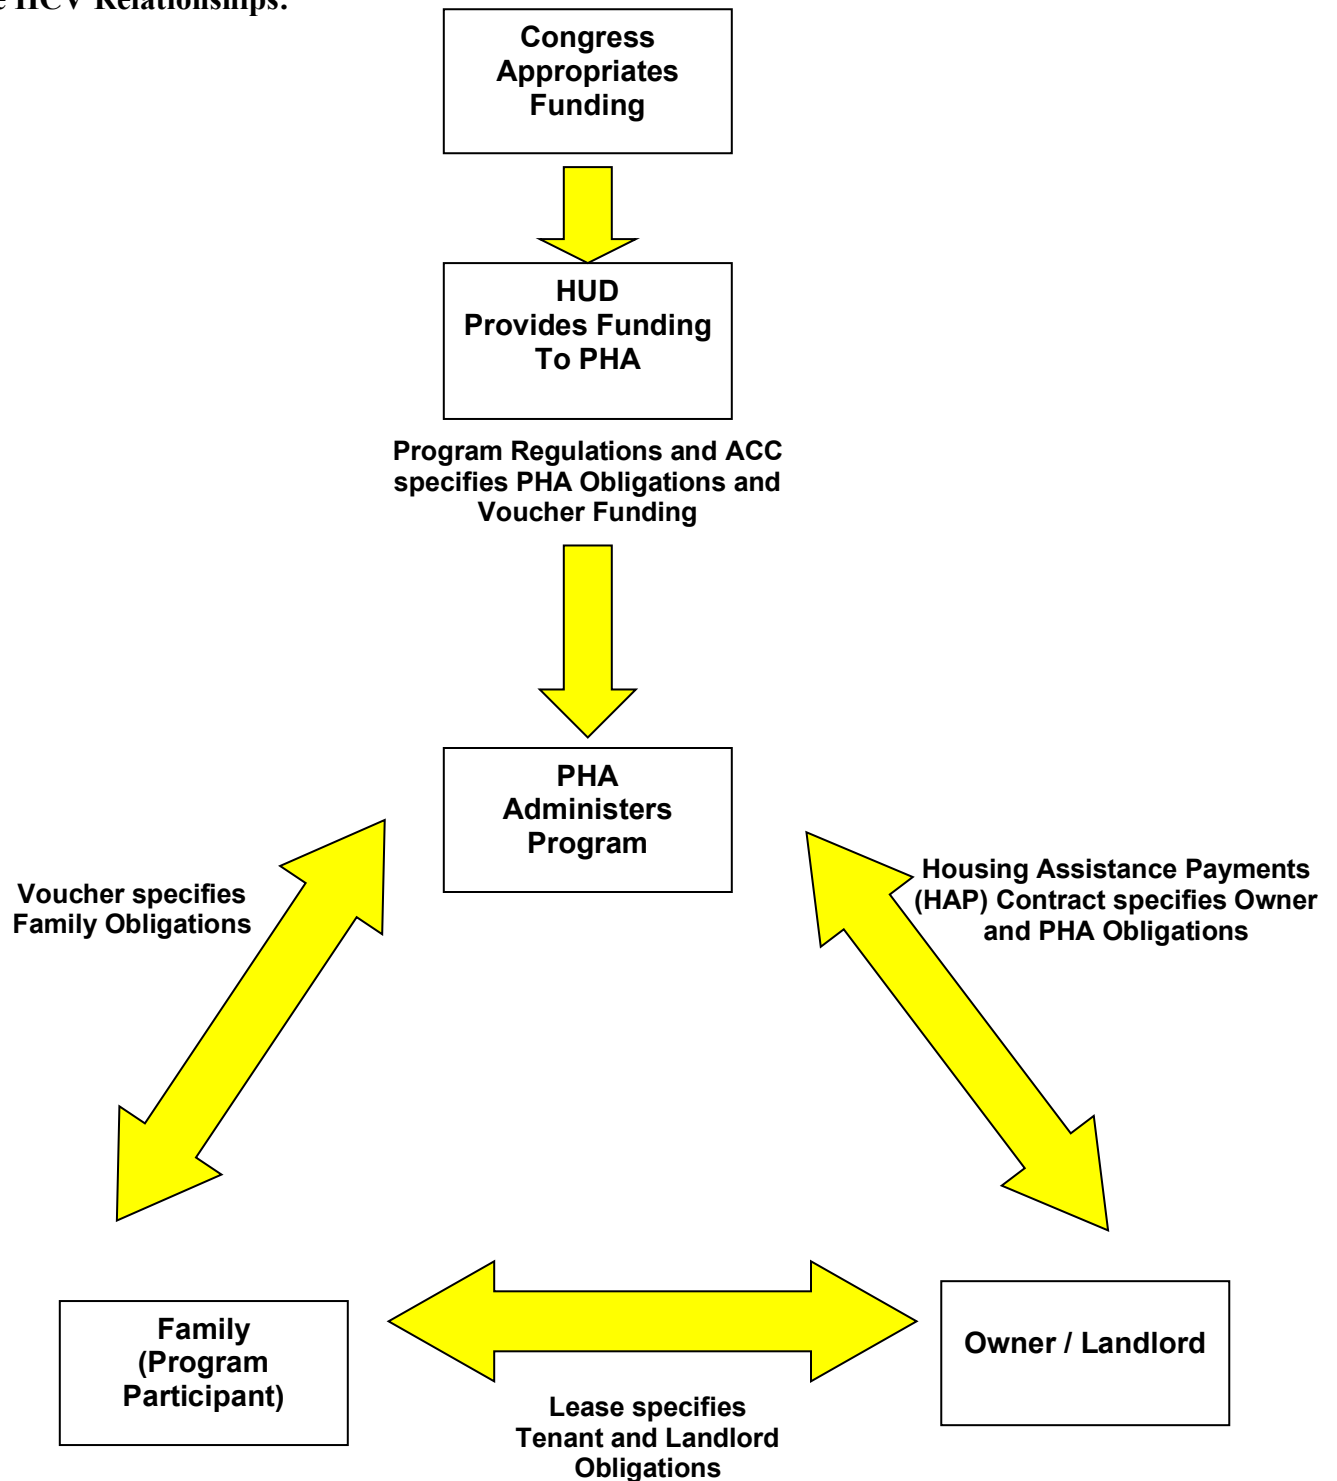 e HCV Relationships:
Congress
Appropriates
Funding
HUD
Provides Funding
To PHA
Program Regulations and ACC
specifies PHA Obligations and
Voucher Funding
PHA
Administers
Program
Voucher specifies
Family Obligations
Housing Assistance Payments
(HAP) Contract specifies Owner
and PHA Obligations
Family
(Program
Participant)
Owner / Landlord
Lease specifies
Tenant and Landlord
Obligations